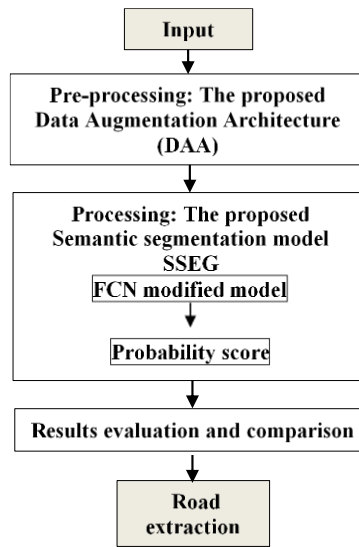 Input
Pre-processing: The proposed
Data Augmentation Architecture
(DAA)
Processing: The proposed
Semantic segmentation model
SSEG
FCN modified model
Probability score
Results evaluation and comparison
Road
extraction